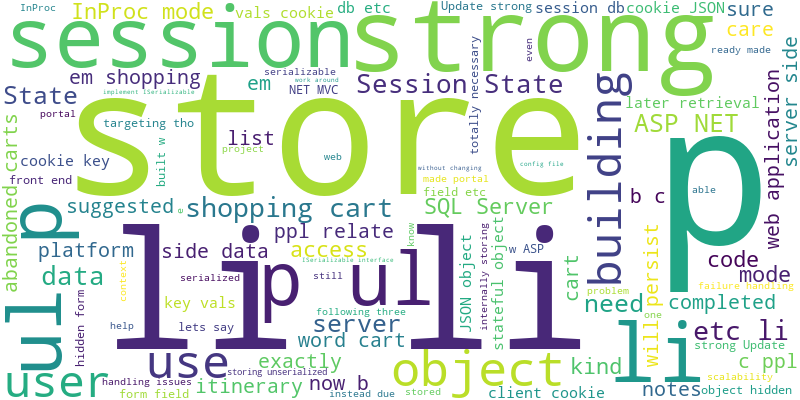 InProc
InProc mode
vals cookie
db etc
Update strong
session db
cookie JSON
sure
session
strong
care
ready made
em shopping
serializable
em
Session State
even
work around
implement ISerializable
NET MVC
totally necessary
State
portal
store
building
later retrieval
server side
targeting tho
list
ASP NET
p
web application
cookie key
built w
web
without changing
config file
front end
made portal
field etc
able
abandoned carts
suggested
project
e
shopping cart
SQL Server
b c
ul p
li
p ul
li
ppl relate
know
w ASP
platform
side data
access
ISerializable interface
internally storing
stateful object
JSON object
cart
code
mode
data
context
serialized
still
problem
will persist
failure handling
hidden form
key vals
following three
need
one
completed
help
lets say
server
word cart
li
etc li
user
use
exactly
object
kind
strong Update
c ppl
storing unserialized
scalability
handling issues
now b
form field
itinerary
stored
instead due
client cookie
notes
object hidden